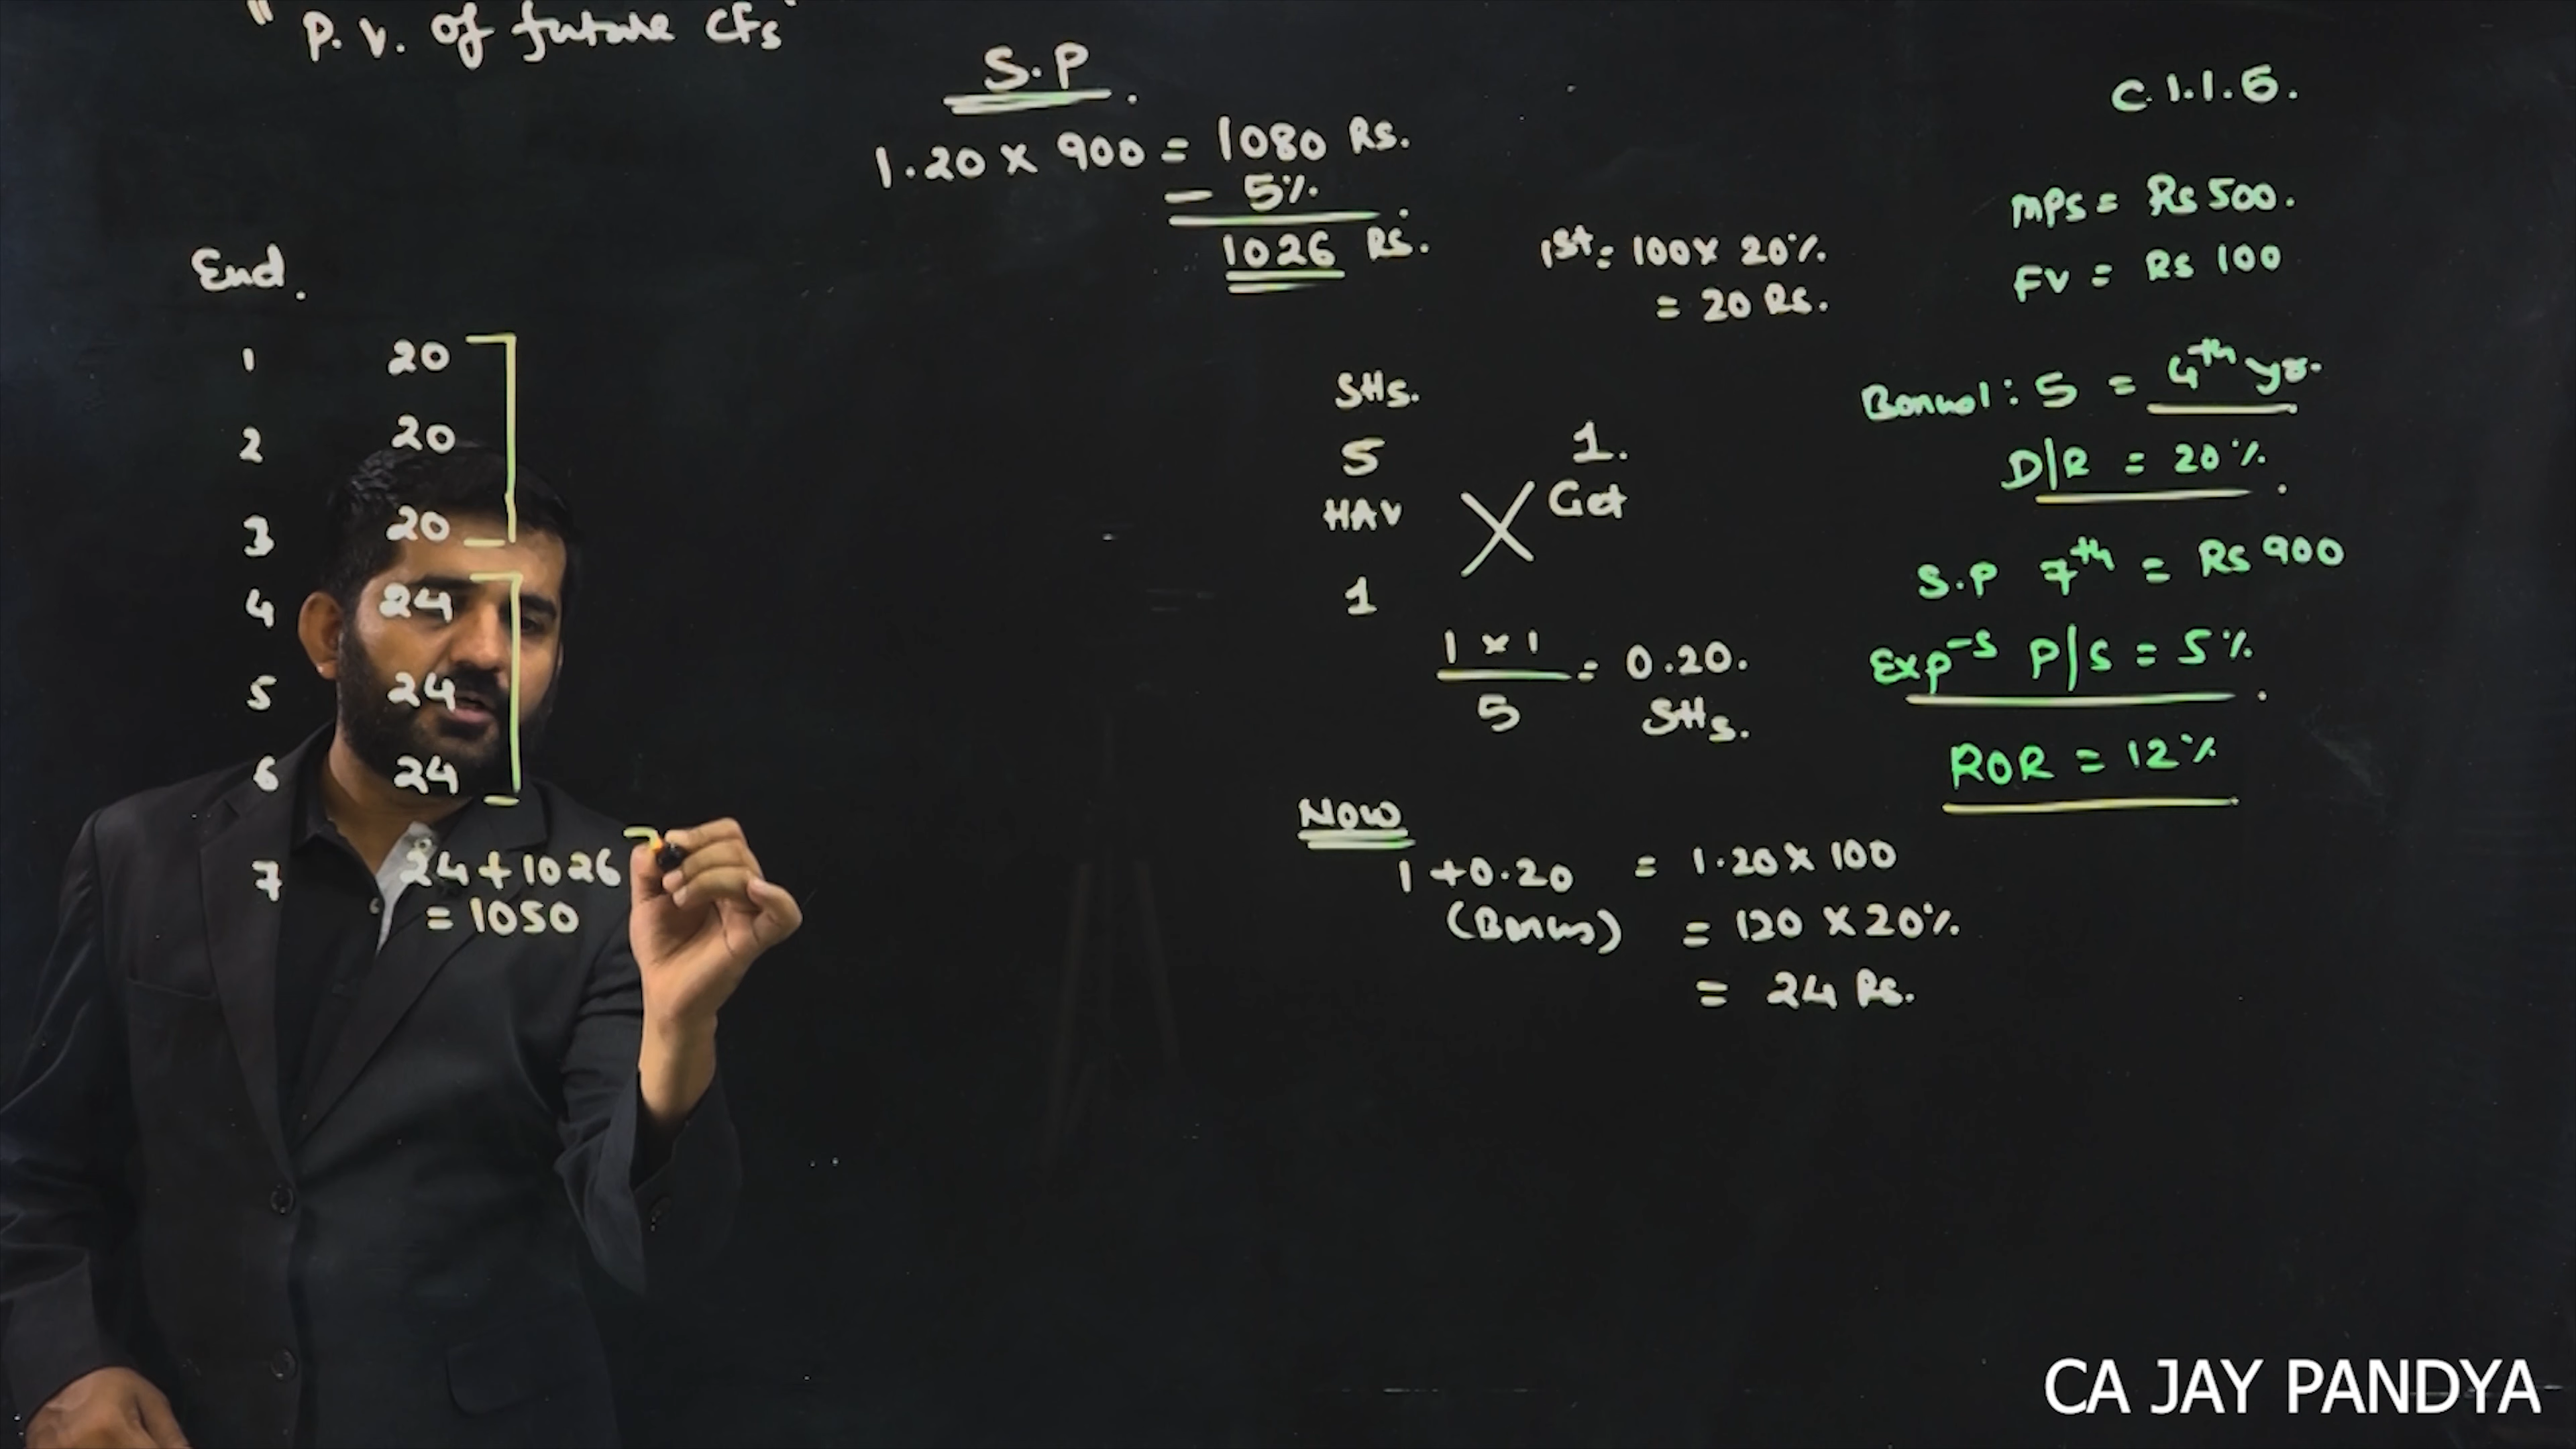 "P. V. of future CFs"
S.P
1.20 x 900 = 1080 Rs.
- 5%
1026 Rs.
End.
1 20
2 20
3 20
4 24
5 24
6 24
7 24+1026
= 1050
1st = 100x 20%.
= 20 Rs.
SHs.
5 1.
HAV Get
1
1 x 1
5
= 0.20.
SHs.
Now
1 +0.20 = 1.20 x 100
(Bonus) = 120 x 20%.
= 24 Rs.
C.1.1.5.
MPS = Rs 500.
FV = Rs 100
Bonus 1:5 = 4th yr.
D/R = 20%.
S.P 7th = Rs 900
Exp-s P/S = 5%.
ROR = 12%
CA JAY PANDYA